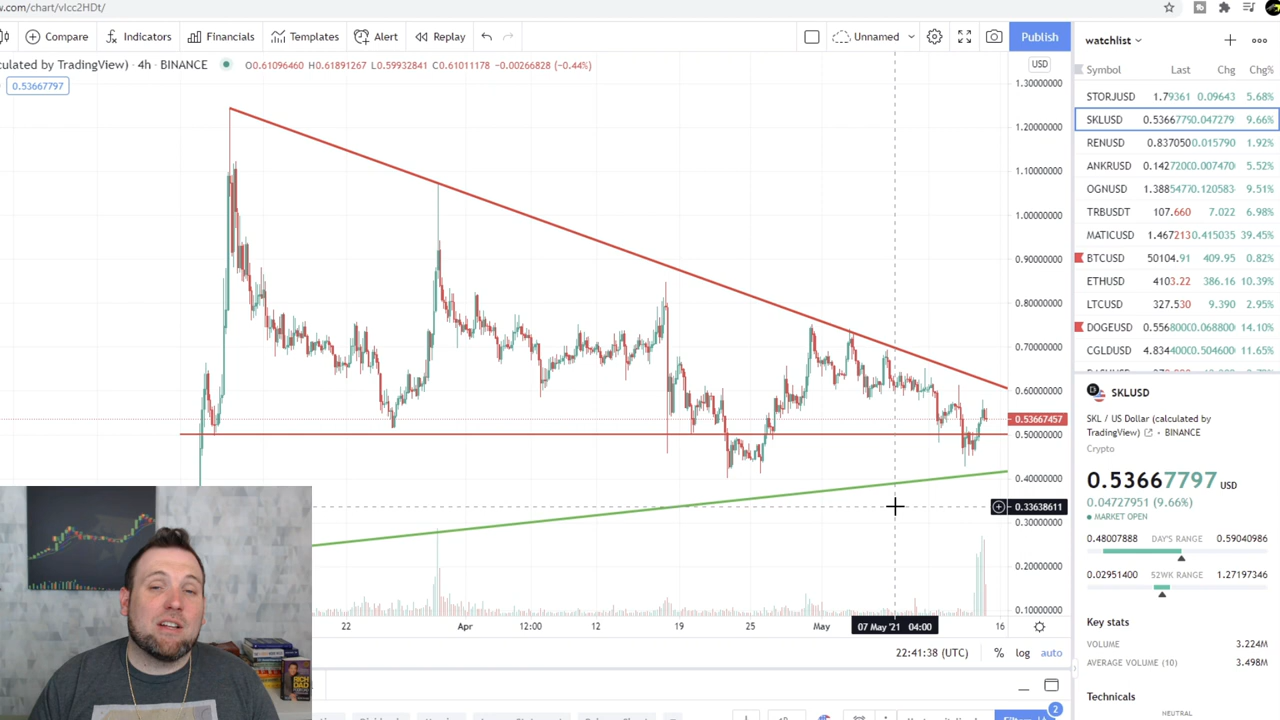 w.com/chart/vlcc2HDt/
Compare Indicators Financials Templates Alert Replay Unnamed Publish
watchlist
alculated by TradingView) · 4h · BINANCE O0.61096460 H0.61891267 L0.59932841 C0.61011178 -0.00266828 (-0.44%)
USD
0.53667797
Symbol Last Chg Chg%
STORJUSD 1.79361 0.09643 5.68%
SKLUSD 0.5366779 0.047279 9.66%
RENUSD 0.837050 0.015790 1.92%
ANKRUSD 0.142720 0.007470 5.52%
OGNUSD 1.388547 0.120583 9.51%
TRBUSDT 107.660 7.022 6.98%
MATICUSD 1.467213 0.415035 39.45%
BTCUSD 50104.91 409.95 0.82%
ETHUSD 4103.22 386.16 10.39%
LTCUSD 327.530 9.390 2.95%
DOGEUSD 0.556800 0.068800 14.10%
CGLDUSD 4.834400 0.504600 11.65%
1.30000000
1.20000000
1.10000000
1.00000000
0.90000000
0.80000000
0.70000000
0.60000000
0.53667457
0.50000000
0.40000000
0.33638611
0.30000000
0.20000000
0.10000000
22 Apr 12:00 12 19 25 May 07 May '21 04:00 16
22:41:38 (UTC) % log auto
SKLUSD
SKL / US Dollar (calculated by
TradingView) · BINANCE
Crypto
0.53667797 USD
0.04727951 (9.66%)
MARKET OPEN
0.48007888 DAY'S RANGE 0.59040986
0.02951400 52WK RANGE 1.27197346
Key stats
VOLUME 3.224M
AVERAGE VOLUME (10) 3.498M
Technicals
NEUTRAL
RICH
DAD
2